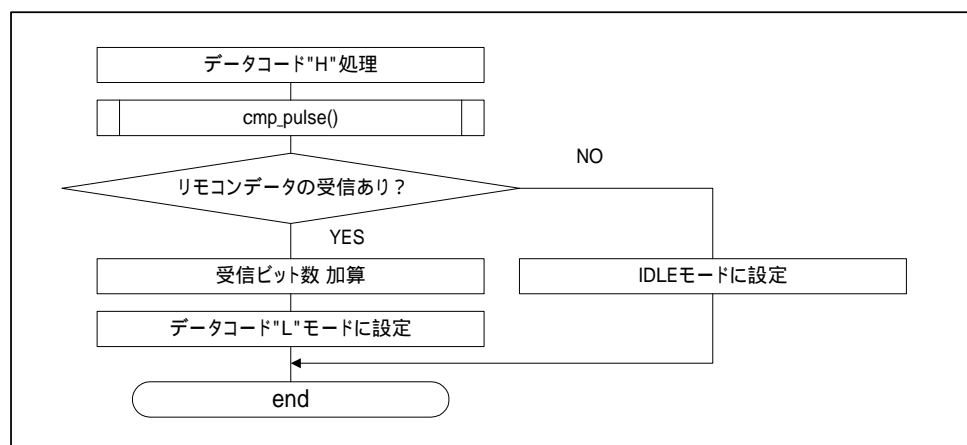 データコード"H"処理
cmp_pulse()
リモコンデータの受信あり？
NO
YES
受信ビット数 加算
IDLEモードに設定
データコード"L"モードに設定
end